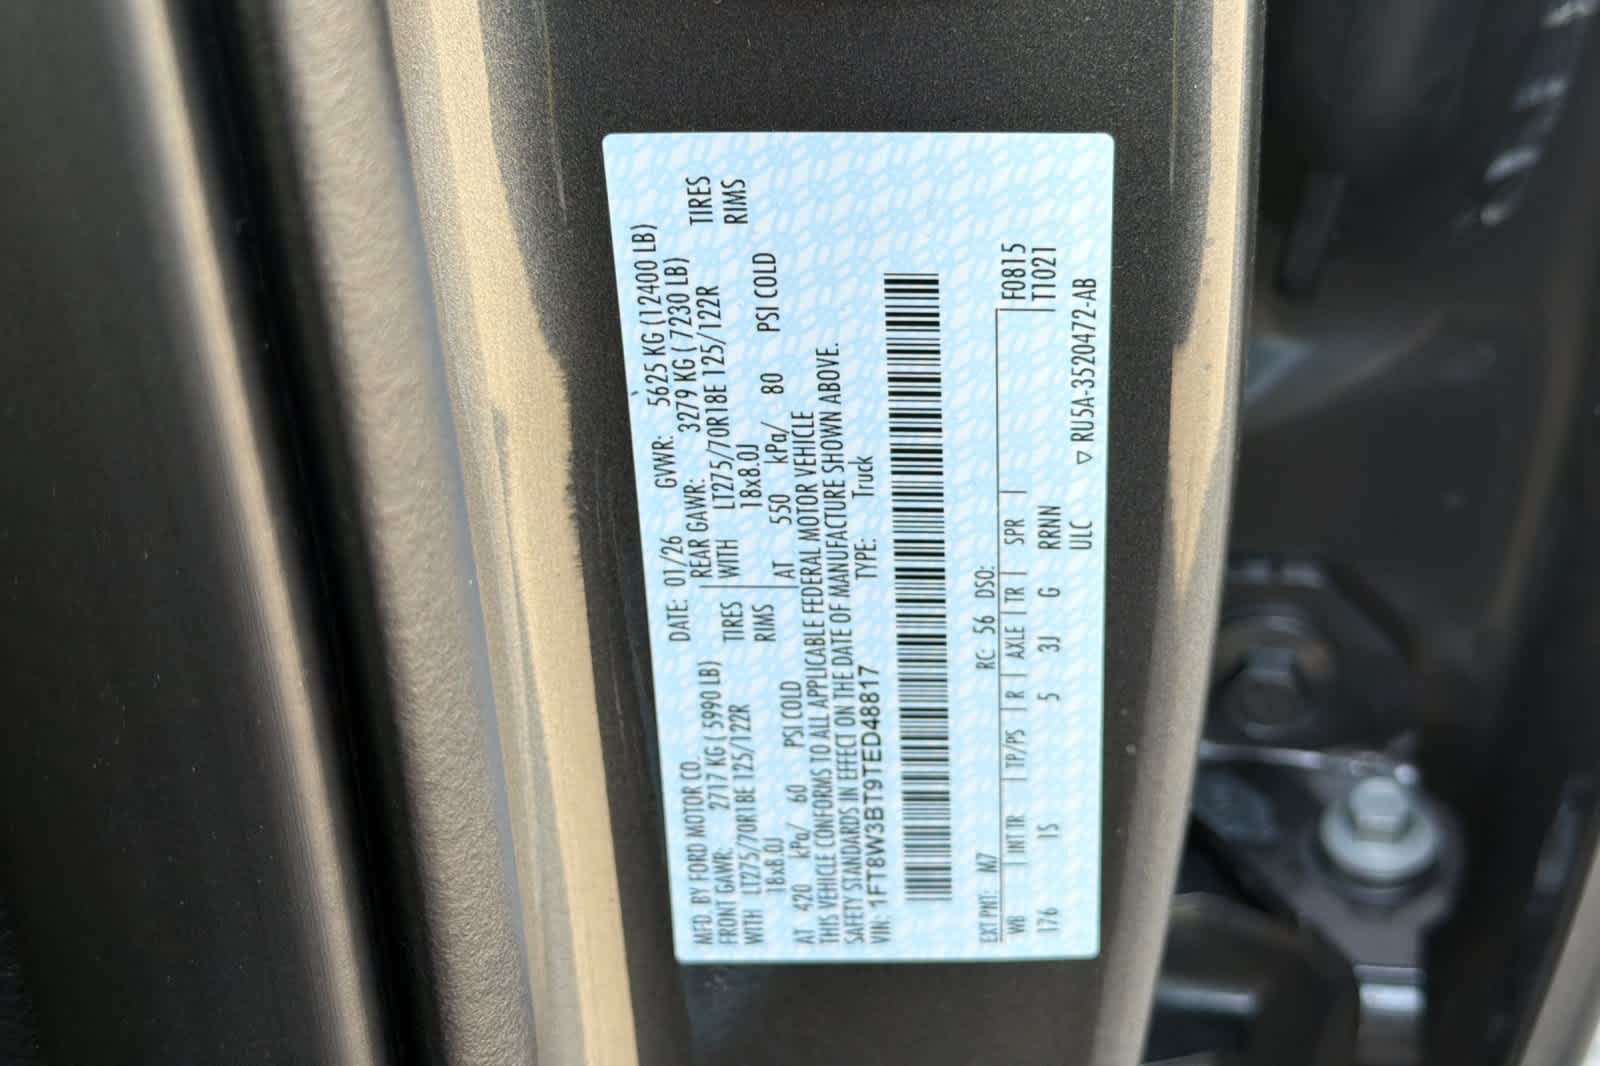 MFD. BY FORD MOTOR CO.
DATE: 01/26 GVWR: 5625 KG (12400 LB)
FRONT GAWR: 2717 KG ( 5990 LB)
REAR GAWR: 3279 KG ( 7230 LB)
WITH LT275/70R18E 125/122R TIRES
WITH LT275/70R18E 125/122R TIRES
18x8.0J RIMS
18x8.0J RIMS
AT 420 kPa/ 60 PSI COLD
AT 550 kPa/ 80 PSI COLD
THIS VEHICLE CONFORMS TO ALL APPLICABLE FEDERAL MOTOR VEHICLE
SAFETY STANDARDS IN EFFECT ON THE DATE OF MANUFACTURE SHOWN ABOVE.
VIN: 1FT8W3BT9TED48817 TYPE: Truck
EXT PNT: M7 RC: 56 DSO: F0815
WB INT TR TP/PS R AXLE TR SPR T1021
176 IS 5 3J G RRNN
ULC ▽ RU5A-3520472-AB